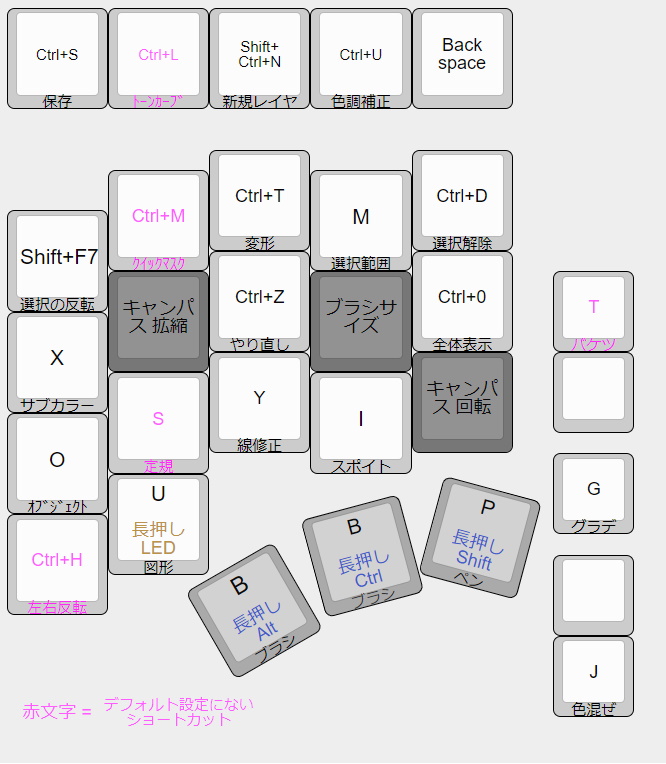 Ctrl+S
保存
Ctrl+L
ﾄｰﾝｶｰﾌﾞ
Shift+
Ctrl+N
新規レイヤ
Ctrl+U
色調補正
Back
space
Shift+F7
選択の反転
Ctrl+M
ｸｲｯｸﾏｽｸ
Ctrl+T
変形
M
選択範囲
Ctrl+D
選択解除
X
サブカラー
キャンパ
ス 拡縮
Ctrl+Z
やり直し
ブラシサ
イズ
Ctrl+0
全体表示
T
バケツ
O
ｵﾌﾞｼﾞｪｸﾄ
S
定規
Y
線修正
I
スポイト
キャンパ
ス 回転
Ctrl+H
左右反転
U
長押し
LED
図形
B
長押し
Alt
ブラシ
B
長押し
Ctrl
ブラシ
P
長押し
Shift
ペン
G
グラデ
J
色混ぜ
赤文字 =
デフォルト設定にない
ショートカット